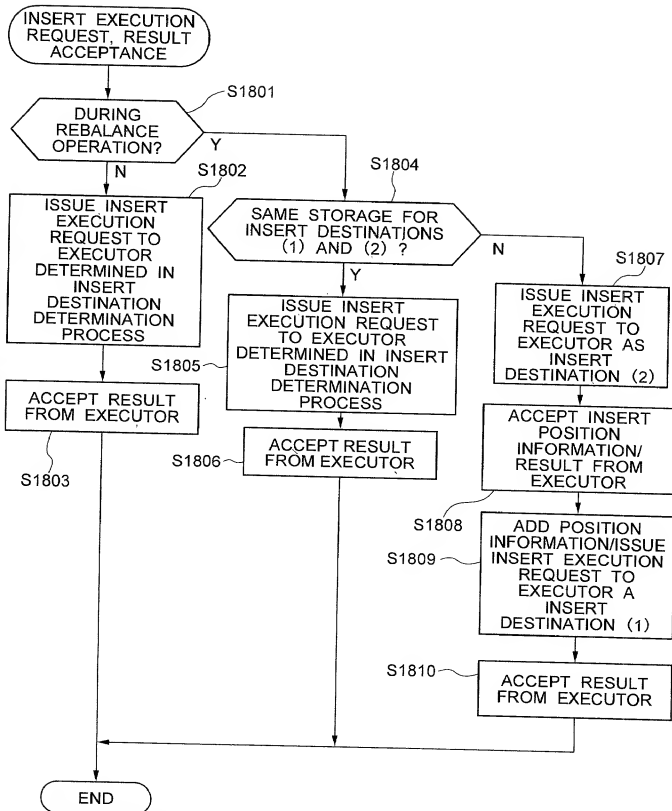 INSERT EXECUTION
REQUEST, RESULT
ACCEPTANCE
S1801
DURING
REBALANCE
OPERATION?
Y
N
S1802
ISSUE INSERT
EXECUTION
REQUEST TO
EXECUTOR
DETERMINED IN
INSERT
DESTINATION
DETERMINATION
PROCESS
ACCEPT RESULT
FROM EXECUTOR
S1803
S1804
SAME STORAGE FOR
INSERT DESTINATIONS
(1) AND (2) ?
N
Y
ISSUE INSERT
EXECUTION REQUEST
TO EXECUTOR
DETERMINED IN INSERT
DESTINATION
DETERMINATION
PROCESS
S1805
ACCEPT RESULT
FROM EXECUTOR
S1806
S1807
ISSUE INSERT
EXECUTION
REQUEST TO
EXECUTOR AS
INSERT
DESTINATION (2)
ACCEPT INSERT
POSITION
INFORMATION/
RESULT FROM
EXECUTOR
S1808
ADD POSITION
INFORMATION/ISSUE
INSERT EXECUTION
REQUEST TO
EXECUTOR A
INSERT
DESTINATION (1)
S1809
S1810
ACCEPT RESULT
FROM EXECUTOR
END